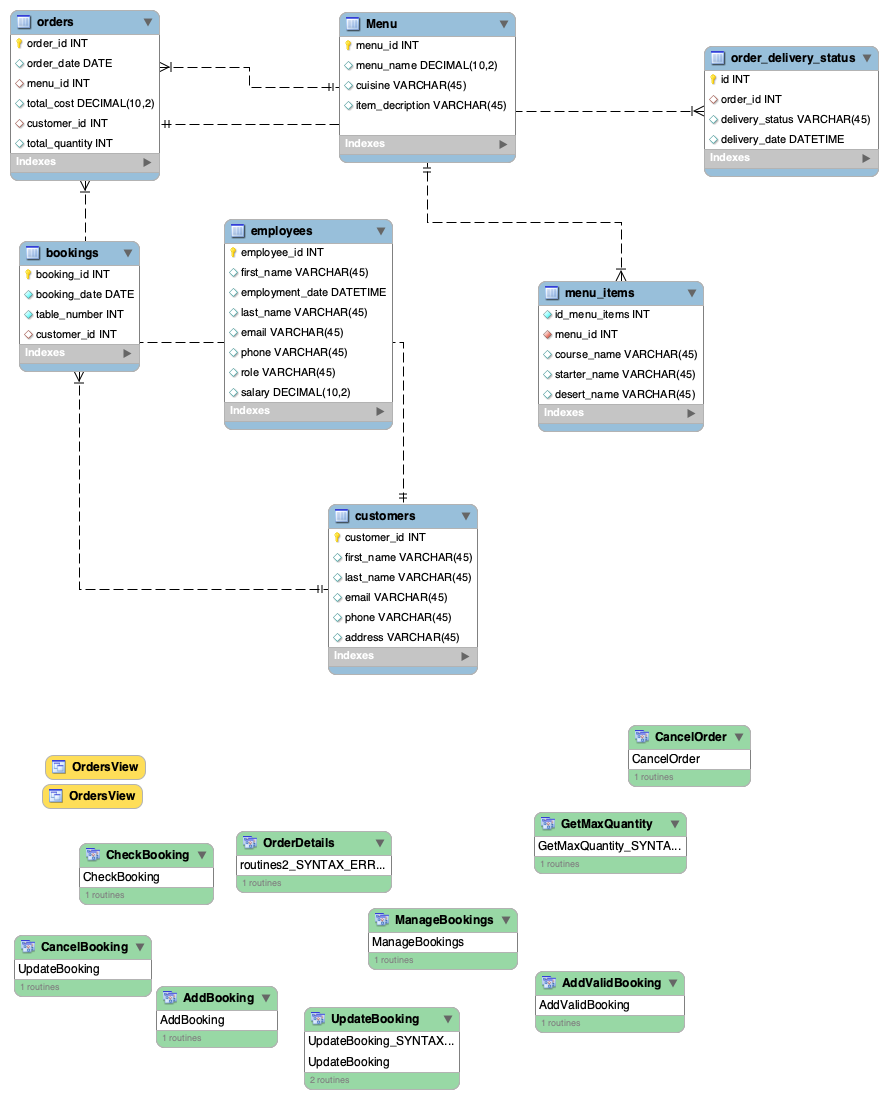 orders
order_id INT
order_date DATE
menu_id INT
total_cost DECIMAL(10,2)
customer_id INT
total_quantity INT
Indexes
Menu
menu_id INT
menu_name DECIMAL(10,2)
cuisine VARCHAR(45)
item_decription VARCHAR(45)
Indexes
order_delivery_status
id INT
order_id INT
delivery_status VARCHAR(45)
delivery_date DATETIME
Indexes
bookings
booking_id INT
booking_date DATE
table_number INT
customer_id INT
Indexes
employees
employee_id INT
first_name VARCHAR(45)
employment_date DATETIME
last_name VARCHAR(45)
email VARCHAR(45)
phone VARCHAR(45)
role VARCHAR(45)
salary DECIMAL(10,2)
Indexes
menu_items
id_menu_items INT
menu_id INT
course_name VARCHAR(45)
starter_name VARCHAR(45)
desert_name VARCHAR(45)
Indexes
customers
customer_id INT
first_name VARCHAR(45)
last_name VARCHAR(45)
email VARCHAR(45)
phone VARCHAR(45)
address VARCHAR(45)
Indexes
CancelOrder
CancelOrder
1 routines
OrdersView
OrdersView
GetMaxQuantity
GetMaxQuantity_SYNTA...
1 routines
OrderDetails
routines2_SYNTAX_ERR...
1 routines
CheckBooking
CheckBooking
1 routines
ManageBookings
ManageBookings
1 routines
CancelBooking
UpdateBooking
1 routines
AddValidBooking
AddValidBooking
1 routines
AddBooking
AddBooking
1 routines
UpdateBooking
UpdateBooking_SYNTAX...
UpdateBooking
2 routines